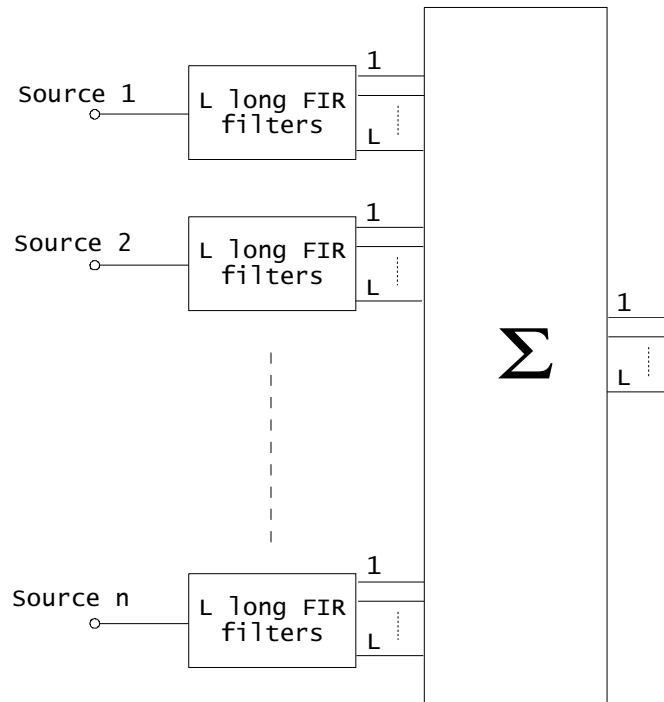 1
Source 1
L long FIR
filters
L
1
Source 2
L long FIR
filters
L
Σ
1
L
1
Source n
L long FIR
filters
L